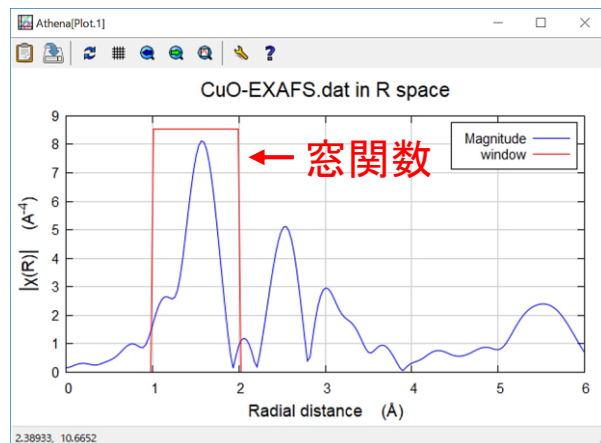 Athena[Plot.1]
CuO-EXAFS.dat in R space
Magnitude
window
← 窓関数
|χ(R)| (A⁻⁴)
9
8
7
6
5
4
3
2
1
0
0 1 2 3 4 5 6
Radial distance (Å)
2.38933, 10.6652